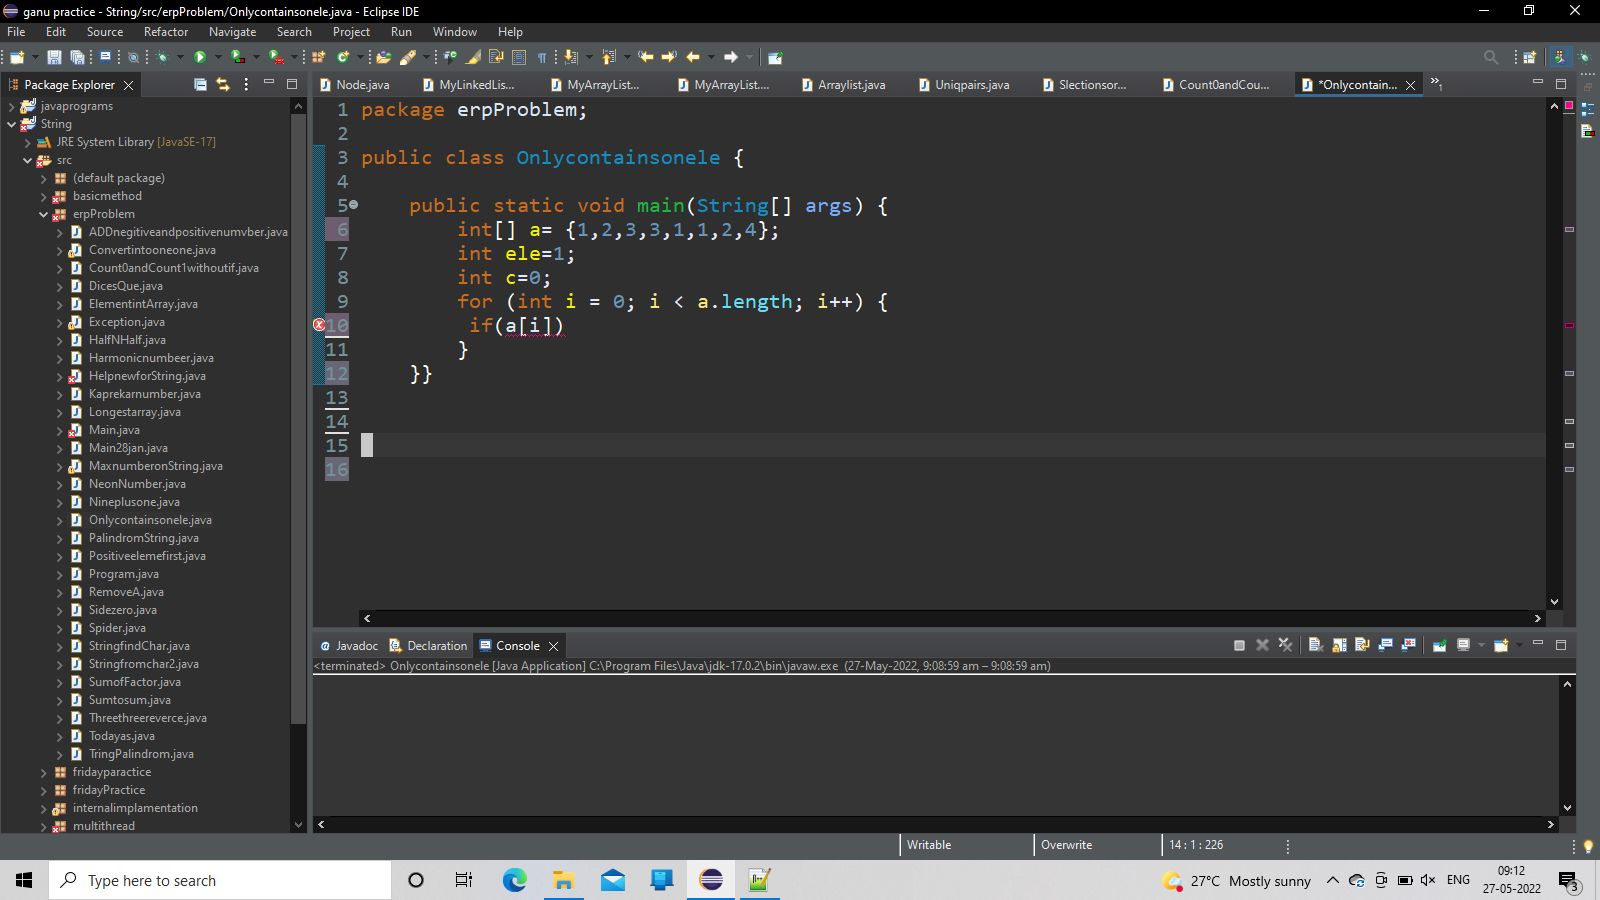 ganu practice - String/src/erpProblem/Onlycontainsonele.java - Eclipse IDE
File Edit Source Refactor Navigate Search Project Run Window Help
Package Explorer
Node.java MyLinkedLis... MyArrayList... MyArrayList.... Arraylist.java Uniqpairs.java Slectionsor... Count0andCou... *Onlycontain... 1
javaprograms
String
JRE System Library [JavaSE-17]
src
(default package)
basicmethod
erpProblem
ADDnegitiveandpositivenumvber.java
Convertintooneone.java
Count0andCount1withoutif.java
DicesQue.java
ElementintArray.java
Exception.java
HalfNHalf.java
Harmonicnumbeer.java
HelpnewforString.java
Kaprekarnumber.java
Longestarray.java
Main.java
Main28jan.java
MaxnumberonString.java
NeonNumber.java
Nineplusone.java
Onlycontainsonele.java
PalindromString.java
Positiveelemefirst.java
Program.java
RemoveA.java
Sidezero.java
Spider.java
StringfindChar.java
Stringfromchar2.java
SumofFactor.java
Sumtosum.java
Threethreereverce.java
Todayas.java
TringPalindrom.java
fridayparactice
fridayPractice
internalimplamentation
multithread
1 package erpProblem;
2
3 public class Onlycontainsonele {
4
5 public static void main(String[] args) {
6 int[] a= {1,2,3,3,1,1,2,4};
7 int ele=1;
8 int c=0;
9 for (int i = 0; i < a.length; i++) {
10 if(a[i])
11 }
12 }}
13
14
15
16
Javadoc Declaration Console
<terminated> Onlycontainsonele [Java Application] C:\Program Files\Java\jdk-17.0.2\bin\javaw.exe (27-May-2022, 9:08:59 am – 9:08:59 am)
Writable Overwrite 14 : 1 : 226
Type here to search
27°C Mostly sunny ENG 09:12
27-05-2022 3